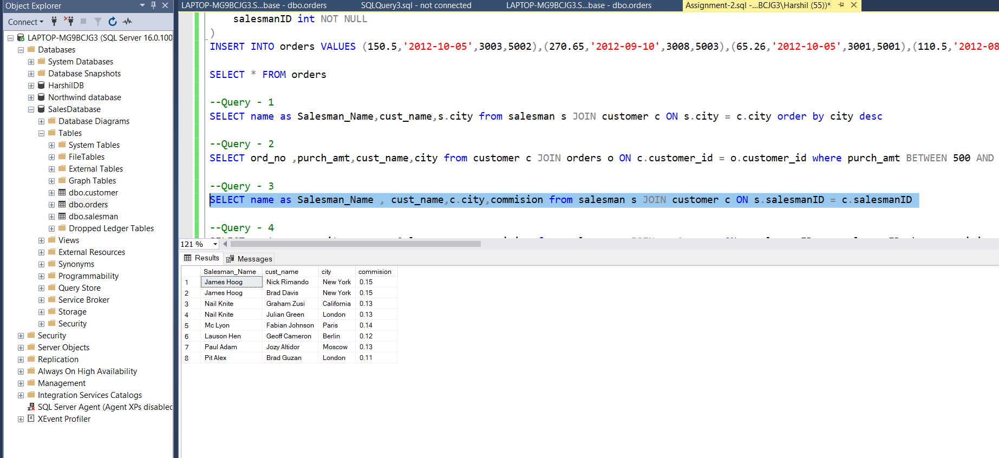 Object Explorer
Connect
LAPTOP-MG9BCJG3 (SQL Server 16.0.100
Databases
System Databases
Database Snapshots
HarshilDB
Northwind database
SalesDatabase
Database Diagrams
Tables
System Tables
FileTables
External Tables
Graph Tables
dbo.customer
dbo.orders
dbo.salesman
Dropped Ledger Tables
Views
External Resources
Synonyms
Programmability
Query Store
Service Broker
Storage
Security
Security
Server Objects
Replication
Always On High Availability
Management
Integration Services Catalogs
SQL Server Agent (Agent XPs disabled
XEvent Profiler
LAPTOP-MG9BCJG3.S...base - dbo.orders SQLQuery3.sql - not connected LAPTOP-MG9BCJG3.S...base - dbo.orders Assignment-2.sql -...BCJG3\Harshil (55))*
salesmanID int NOT NULL
)
INSERT INTO orders VALUES (150.5,'2012-10-05',3003,5002),(270.65,'2012-09-10',3008,5003),(65.26,'2012-10-05',3001,5001),(110.5,'2012-08
SELECT * FROM orders
--Query - 1
SELECT name as Salesman_Name,cust_name,s.city from salesman s JOIN customer c ON s.city = c.city order by city desc
--Query - 2
SELECT ord_no ,purch_amt,cust_name,city from customer c JOIN orders o ON c.customer_id = o.customer_id where purch_amt BETWEEN 500 AND
--Query - 3
SELECT name as Salesman_Name , cust_name,c.city,commision from salesman s JOIN customer c ON s.salesmanID = c.salesmanID
--Query - 4
121 %
Results Messages
Salesman_Name cust_name city commision
1 James Hoog Nick Rimando New York 0.15
2 James Hoog Brad Davis New York 0.15
3 Nail Knite Graham Zusi California 0.13
4 Nail Knite Julian Green London 0.13
5 Mc Lyon Fabian Johnson Paris 0.14
6 Lauson Hen Geoff Cameron Berlin 0.12
7 Paul Adam Jozy Altidor Moscow 0.13
8 Pit Alex Brad Guzan London 0.11